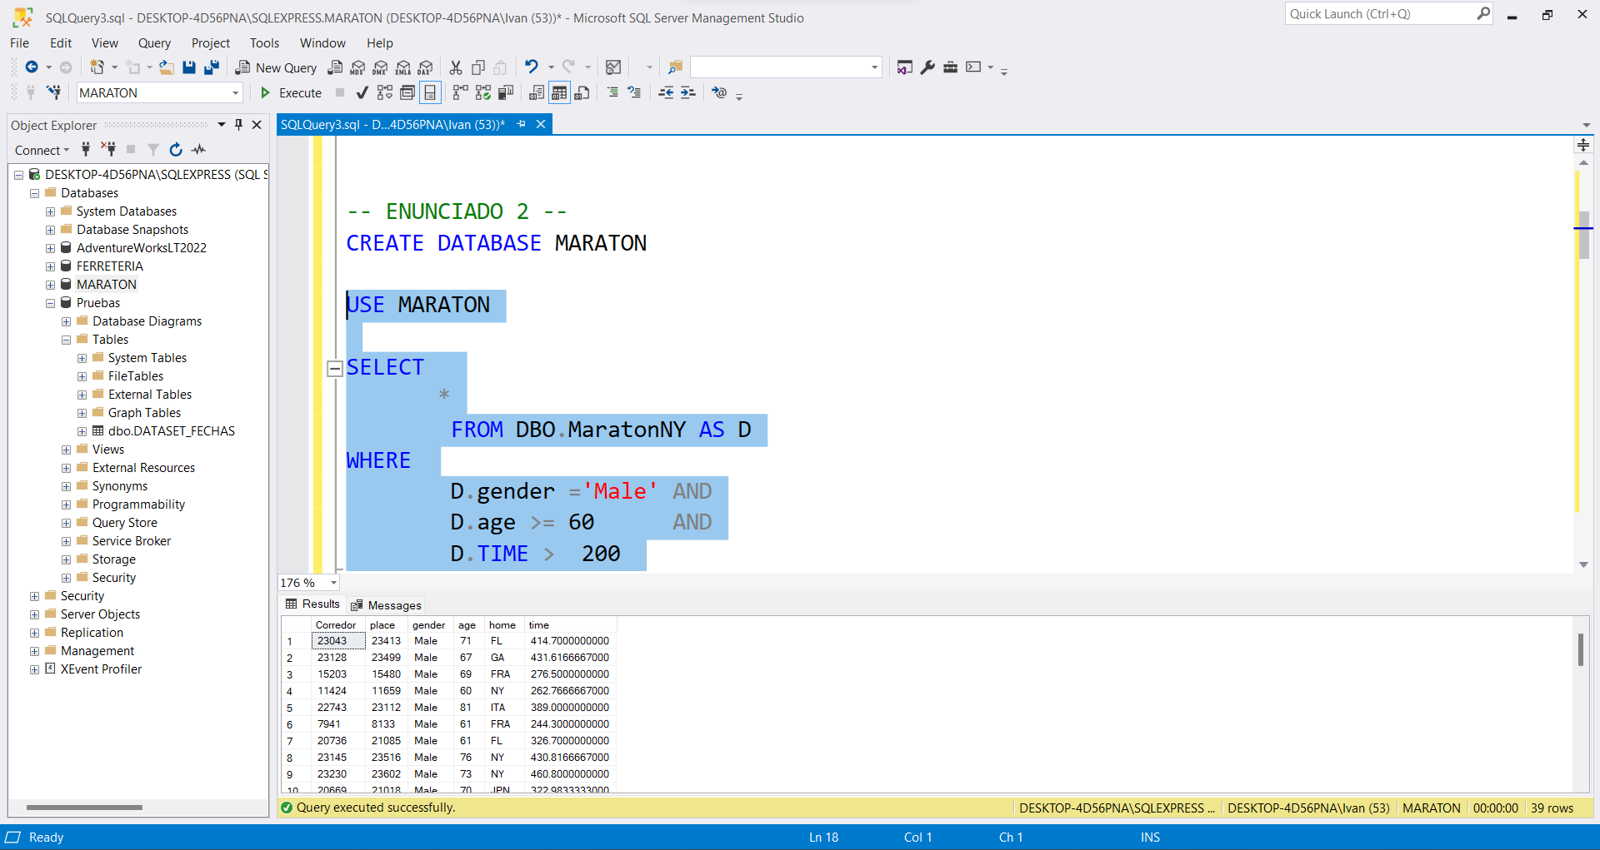 SQLQuery3.sql - DESKTOP-4D56PNA\SQLEXPRESS.MARATON (DESKTOP-4D56PNA\Ivan (53))* - Microsoft SQL Server Management Studio
Quick Launch (Ctrl+Q)
File Edit View Query Project Tools Window Help
New Query MDX DMX XMLA DAX
MARATON Execute
Object Explorer
SQLQuery3.sql - D...4D56PNA\Ivan (53))*
Connect
DESKTOP-4D56PNA\SQLEXPRESS (SQL S
Databases
System Databases
Database Snapshots
AdventureWorksLT2022
FERRETERIA
MARATON
Pruebas
Database Diagrams
Tables
System Tables
FileTables
External Tables
Graph Tables
dbo.DATASET_FECHAS
Views
External Resources
Synonyms
Programmability
Query Store
Service Broker
Storage
Security
Security
Server Objects
Replication
Management
XEvent Profiler
-- ENUNCIADO 2 --
CREATE DATABASE MARATON
USE MARATON
SELECT
*
FROM DBO.MaratonNY AS D
WHERE
D.gender ='Male' AND
D.age >= 60 AND
D.TIME > 200
176 %
Results Messages
Corredor place gender age home time
1 23043 23413 Male 71 FL 414.7000000000
2 23128 23499 Male 67 GA 431.6166667000
3 15203 15480 Male 69 FRA 276.5000000000
4 11424 11659 Male 60 NY 262.7666667000
5 22743 23112 Male 81 ITA 389.0000000000
6 7941 8133 Male 61 FRA 244.3000000000
7 20736 21085 Male 61 FL 326.7000000000
8 23145 23516 Male 76 NY 430.8166667000
9 23230 23602 Male 73 NY 460.8000000000
10 20669 21018 Male 70 JPN 322.9833333000
Query executed successfully.
DESKTOP-4D56PNA\SQLEXPRESS ... DESKTOP-4D56PNA\Ivan (53) MARATON 00:00:00 39 rows
Ready Ln 18 Col 1 Ch 1 INS